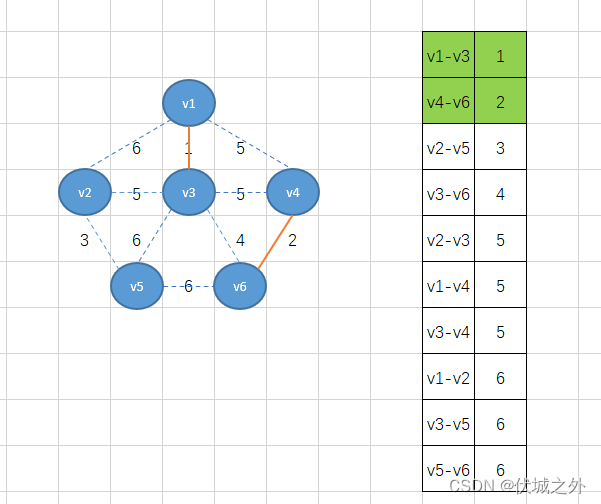 v1
6 1 5
v2 5 v3 5 v4
3 6 4 2
v5 6 v6
v1-v3 1
v4-v6 2
v2-v5 3
v3-v6 4
v2-v3 5
v1-v4 5
v3-v4 5
v1-v2 6
v3-v5 6
v5-v6 6
CSDN @伏城之外